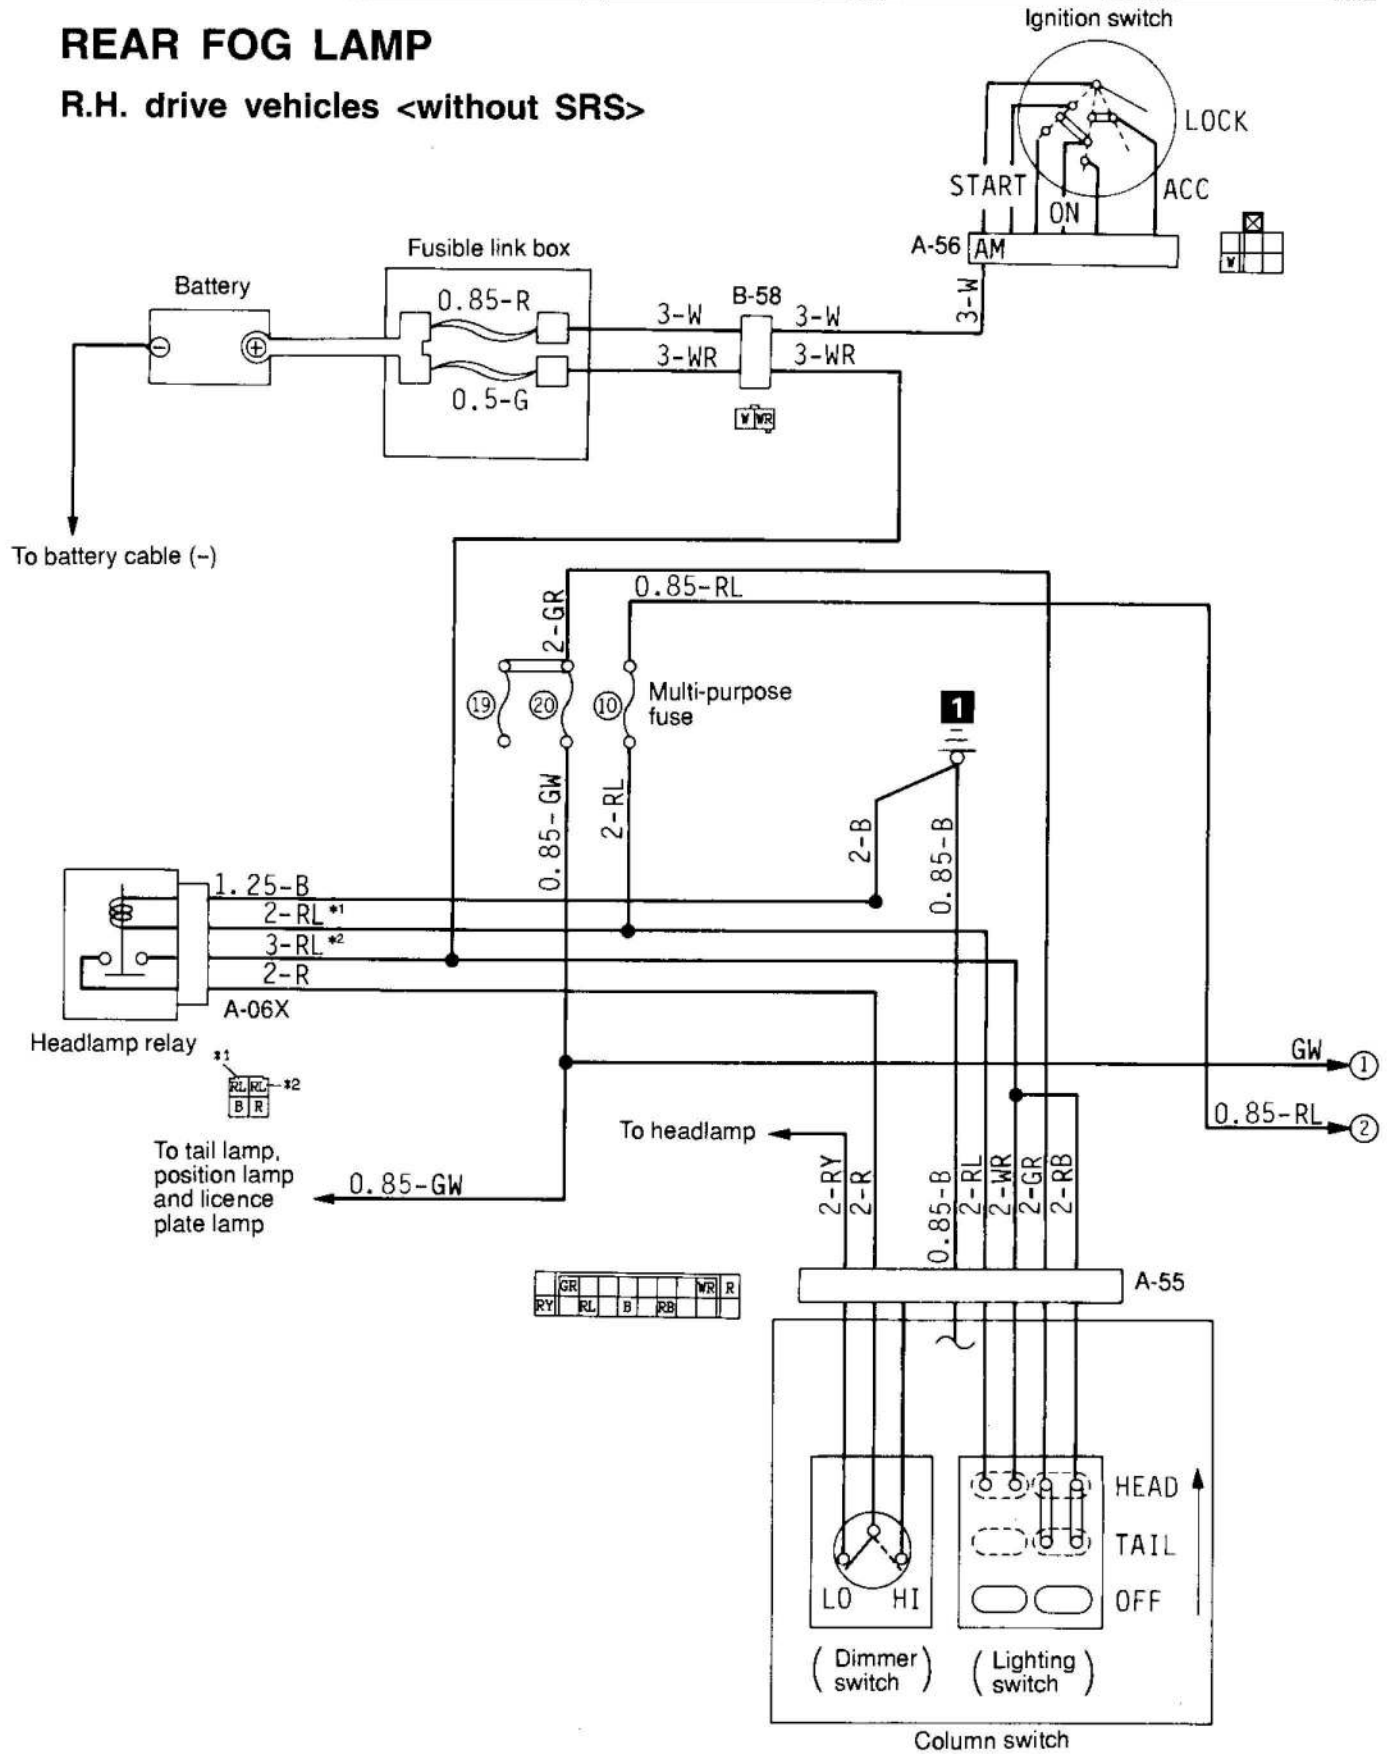 Ignition switch
REAR FOG LAMP
R.H. drive vehicles <without SRS>
LOCK
START
ACC
ON
A-56
AM
W
Fusible link box
Battery
0.85-R
B-58
3-W
3-W
3-W
3-WR
3-WR
0.5-G
W WR
To battery cable (−)
0.85-RL
2-GR
19
20
10
Multi-purpose
fuse
1
0.85-GW
2-RL
2-B
0.85-B
1.25-B
2-RL*1
3-RL*2
2-R
A-06X
Headlamp relay
*1
RL RL
*2
B R
GW
1
0.85-RL
2
To headlamp
To tail lamp,
position lamp
and licence
plate lamp
0.85-GW
2-RY
2-R
0.85-B
2-RL
2-WR
2-GR
2-RB
A-55
GR WR R
RY RL B RB
HEAD
TAIL
OFF
LO HI
(Dimmer
switch)
(Lighting
switch)
Column switch